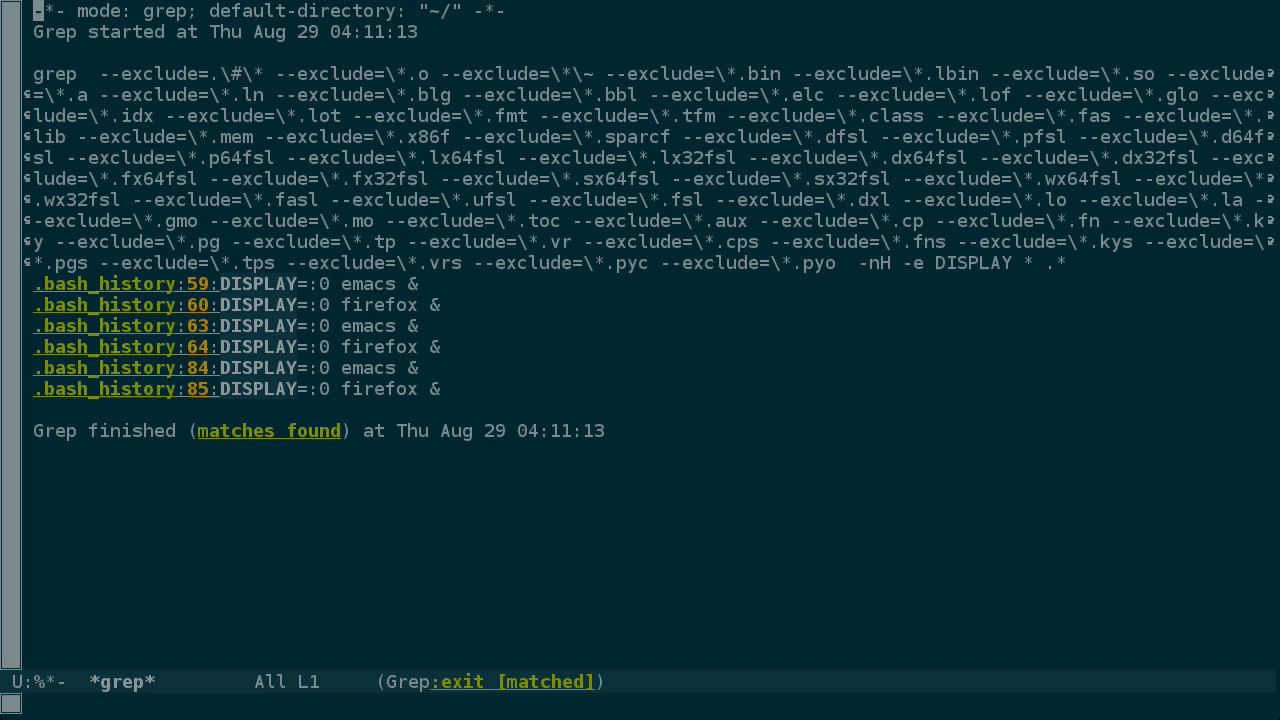 -*- mode: grep; default-directory: "~/" -*-
Grep started at Thu Aug 29 04:11:13
grep  --exclude=.\#\* --exclude=\*.o --exclude=\*\~ --exclude=\*.bin --exclude=\*.lbin --exclude=\*.so --exclude
=\*.a --exclude=\*.ln --exclude=\*.blg --exclude=\*.bbl --exclude=\*.elc --exclude=\*.lof --exclude=\*.glo --exc
lude=\*.idx --exclude=\*.lot --exclude=\*.fmt --exclude=\*.tfm --exclude=\*.class --exclude=\*.fas --exclude=\*.
lib --exclude=\*.mem --exclude=\*.x86f --exclude=\*.sparcf --exclude=\*.dfsl --exclude=\*.pfsl --exclude=\*.d64f
sl --exclude=\*.p64fsl --exclude=\*.lx64fsl --exclude=\*.lx32fsl --exclude=\*.dx64fsl --exclude=\*.dx32fsl --exc
lude=\*.fx64fsl --exclude=\*.fx32fsl --exclude=\*.sx64fsl --exclude=\*.sx32fsl --exclude=\*.wx64fsl --exclude=\*
.wx32fsl --exclude=\*.fasl --exclude=\*.ufsl --exclude=\*.fsl --exclude=\*.dxl --exclude=\*.lo --exclude=\*.la -
-exclude=\*.gmo --exclude=\*.mo --exclude=\*.toc --exclude=\*.aux --exclude=\*.cp --exclude=\*.fn --exclude=\*.k
y --exclude=\*.pg --exclude=\*.tp --exclude=\*.vr --exclude=\*.cps --exclude=\*.fns --exclude=\*.kys --exclude=\
*.pgs --exclude=\*.tps --exclude=\*.vrs --exclude=\*.pyc --exclude=\*.pyo  -nH -e DISPLAY * .*
.bash_history:59:DISPLAY=:0 emacs &
.bash_history:60:DISPLAY=:0 firefox &
.bash_history:63:DISPLAY=:0 emacs &
.bash_history:64:DISPLAY=:0 firefox &
.bash_history:84:DISPLAY=:0 emacs &
.bash_history:85:DISPLAY=:0 firefox &
Grep finished (matches found) at Thu Aug 29 04:11:13
U:%*-  *grep*         All L1     (Grep:exit [matched])